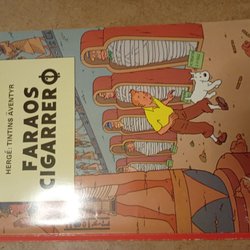 HERGÉ: TINTINS ÄVENTYR
FARAOS
CIGARRER